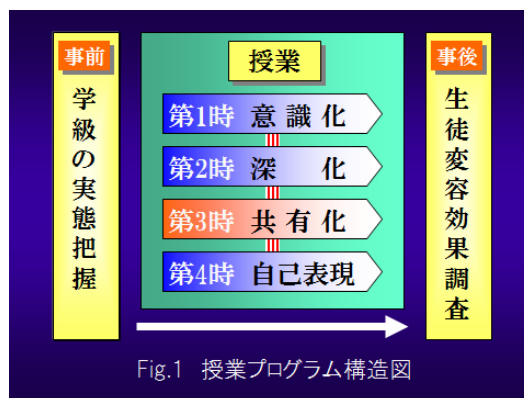 事前
学級の実態把握
授業
第1時 意識化
第2時 深 化
第3時 共有化
第4時 自己表現
事後
生徒変容効果調査
Fig.1 授業プログラム構造図